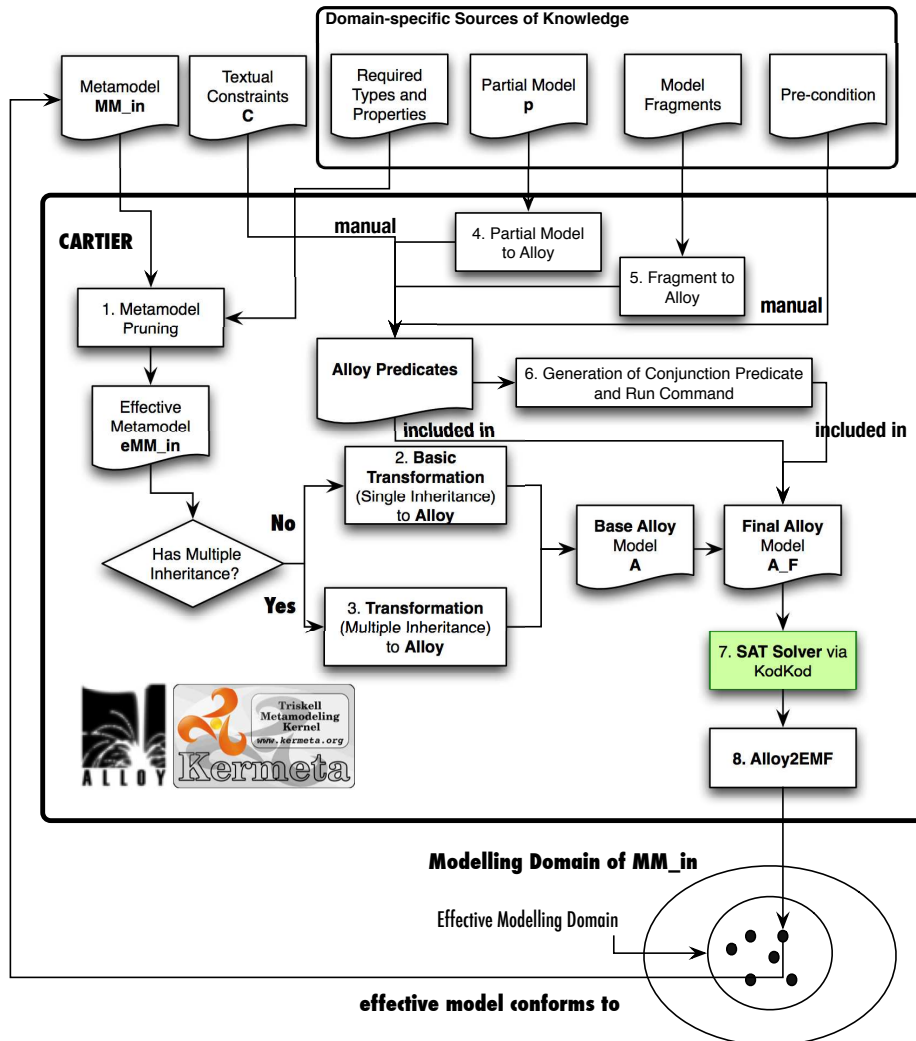 Domain-specific Sources of Knowledge
Metamodel
MM_in
Textual
Constraints
C
Required
Types and
Properties
Partial Model
p
Model
Fragments
Pre-condition
manual
4. Partial Model
to Alloy
CARTIER
5. Fragment to
Alloy
manual
1. Metamodel
Pruning
Alloy Predicates
6. Generation of Conjunction Predicate
and Run Command
Effective
Metamodel
eMM_in
included in
included in
2. Basic
Transformation
(Single Inheritance)
to Alloy
No
Has Multiple
Inheritance?
Base Alloy
Model
A
Final Alloy
Model
A_F
Yes
3. Transformation
(Multiple Inheritance)
to Alloy
7. SAT Solver via
KodKod
ALLOY
Triskell
Metamodeling
Kernel
www.kermeta.org
Kermeta
8. Alloy2EMF
Modelling Domain of MM_in
Effective Modelling Domain
effective model conforms to